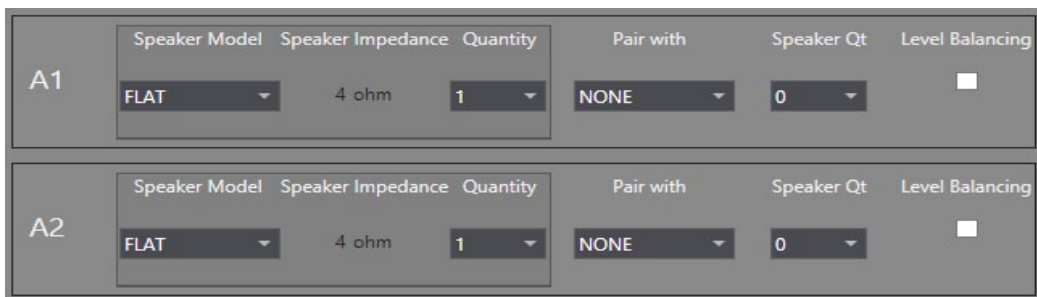 Speaker Model Speaker Impedance Quantity Pair with Speaker Qt Level Balancing
A1
FLAT 4 ohm 1 NONE 0
Speaker Model Speaker Impedance Quantity Pair with Speaker Qt Level Balancing
A2
FLAT 4 ohm 1 NONE 0